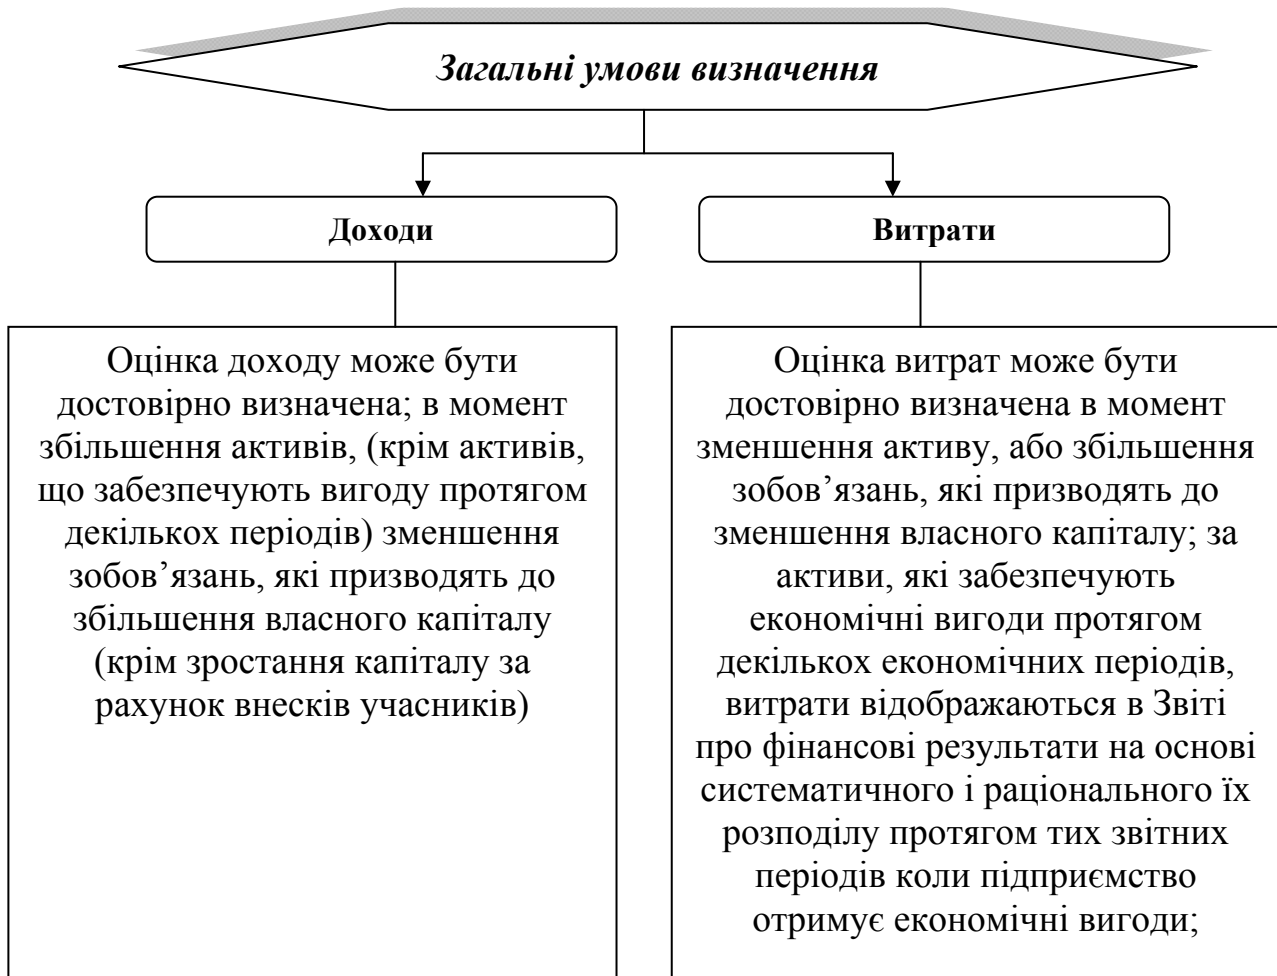 Загальні умови визначення
Доходи
Витрати
Оцінка доходу може бути
достовірно визначена; в момент
збільшення активів, (крім активів,
що забезпечують вигоду протягом
декількох періодів) зменшення
зобов’язань, які призводять до
збільшення власного капіталу
(крім зростання капіталу за
рахунок внесків учасників)
Оцінка витрат може бути
достовірно визначена в момент
зменшення активу, або збільшення
зобов’язань, які призводять до
зменшення власного капіталу; за
активи, які забезпечують
економічні вигоди протягом
декількох економічних періодів,
витрати відображаються в Звіті
про фінансові результати на основі
систематичного і раціонального їх
розподілу протягом тих звітних
періодів коли підприємство
отримує економічні вигоди;